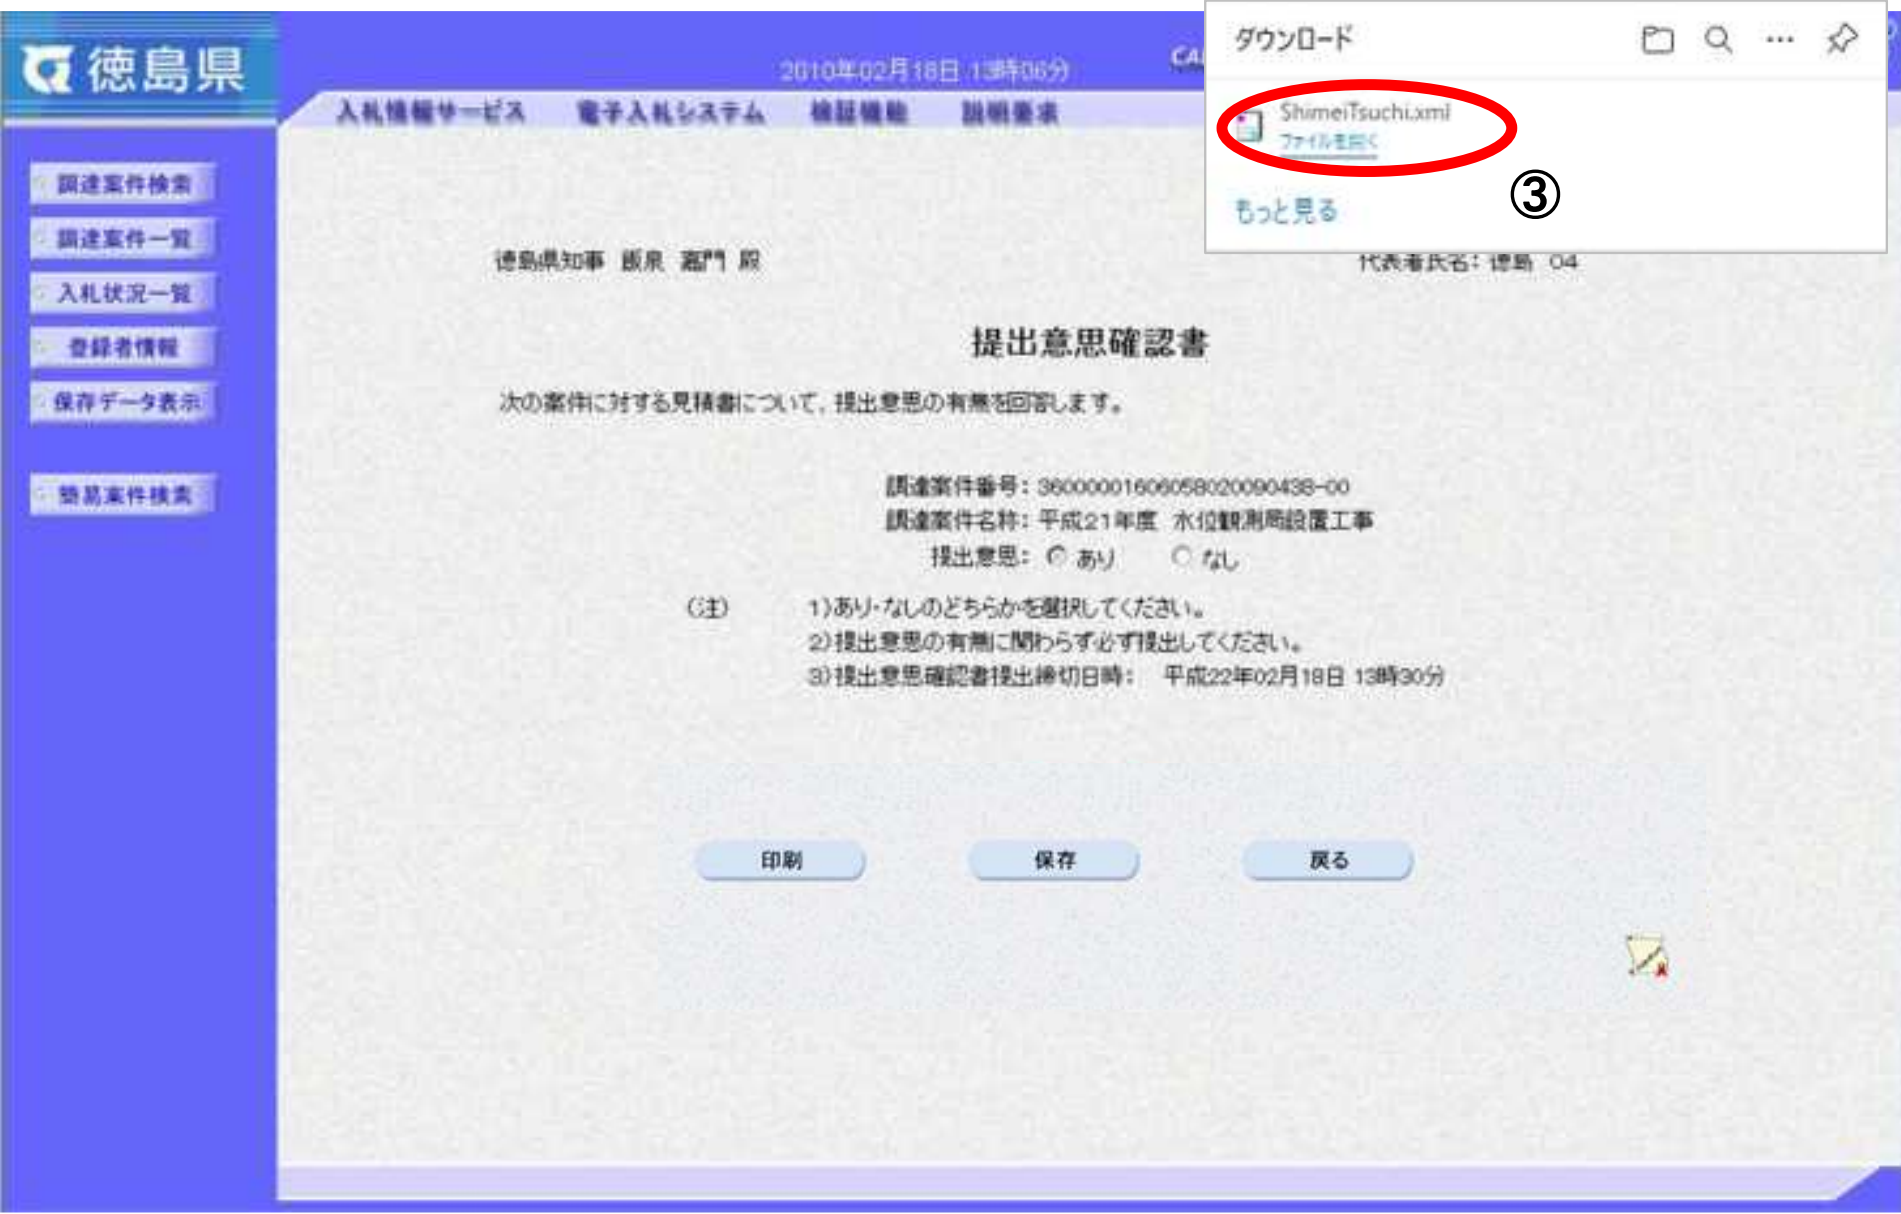 徳島県
2010年02月18日 13時06分
CAL
入札情報サービス 電子入札システム 検証機能 説明要求
ダウンロード
ShimeiTsuchi.xml
ファイルを開く
もっと見る
③
調達案件検索
調達案件一覧
入札状況一覧
登録者情報
保存データ表示
簡易案件検索
徳島県知事 飯泉 嘉門 殿
代表者氏名：徳島 04
提出意思確認書
次の案件に対する見積書について、提出意思の有無を回答します。
調達案件番号：3600000160605802009​0438-00
調達案件名称：平成21年度 水位観測局設置工事
提出意思： あり なし
（注） 1）あり・なしのどちらかを選択してください。
2）提出意思の有無に関わらず必ず提出してください。
3）提出意思確認書提出締切日時： 平成22年02月18日 13時30分
印刷 保存 戻る